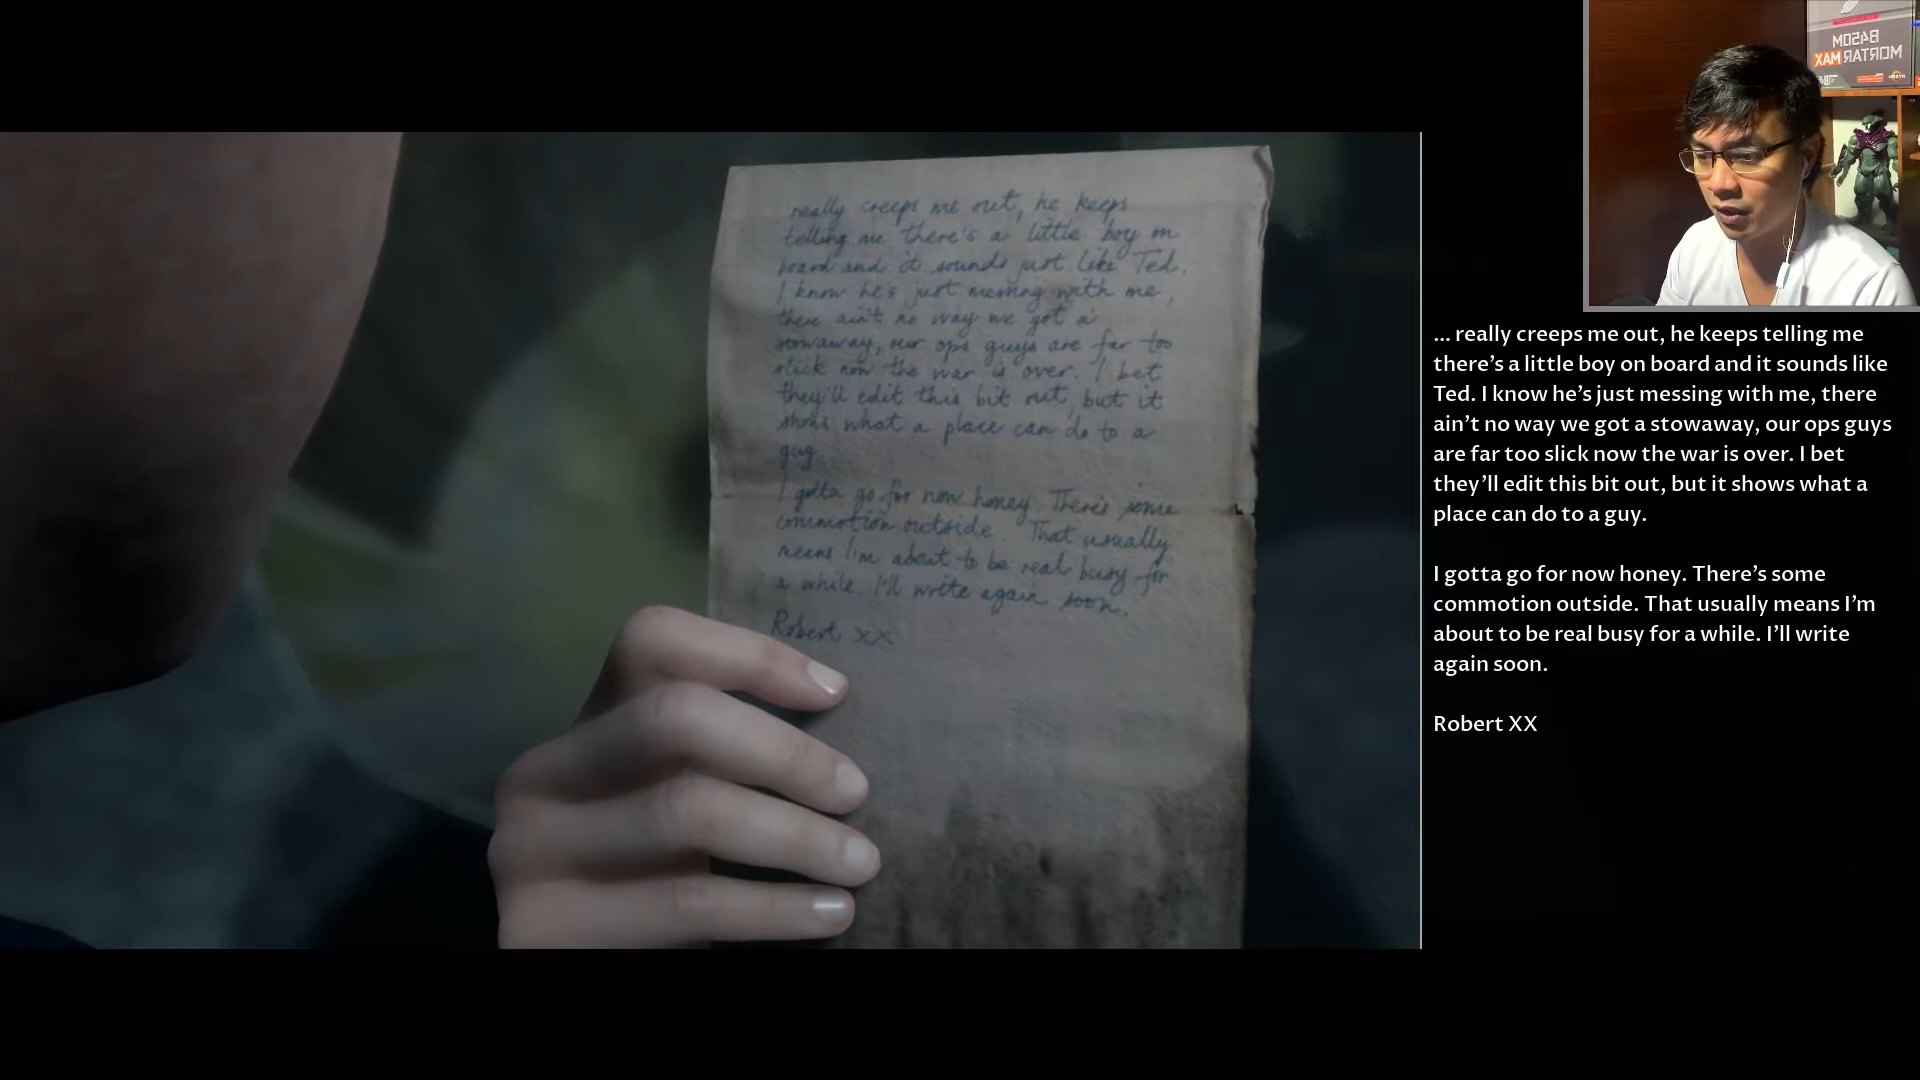 really creeps me out, he keeps
telling me there's a little boy on
board and it sounds just like Ted.
I know he's just messing with me,
there ain't no way we got a
stowaway, our ops guys are far too
slick now the war is over. I bet
they'll edit this bit out, but it
shows what a place can do to a
guy.
I gotta go for now honey. There's some
commotion outside. That usually
means I'm about to be real busy for
a while. I'll write again soon.
Robert xx
B450M
MORTAR MAX
... really creeps me out, he keeps telling me
there's a little boy on board and it sounds like
Ted. I know he's just messing with me, there
ain't no way we got a stowaway, our ops guys
are far too slick now the war is over. I bet
they'll edit this bit out, but it shows what a
place can do to a guy.
I gotta go for now honey. There's some
commotion outside. That usually means I'm
about to be real busy for a while. I'll write
again soon.
Robert XX